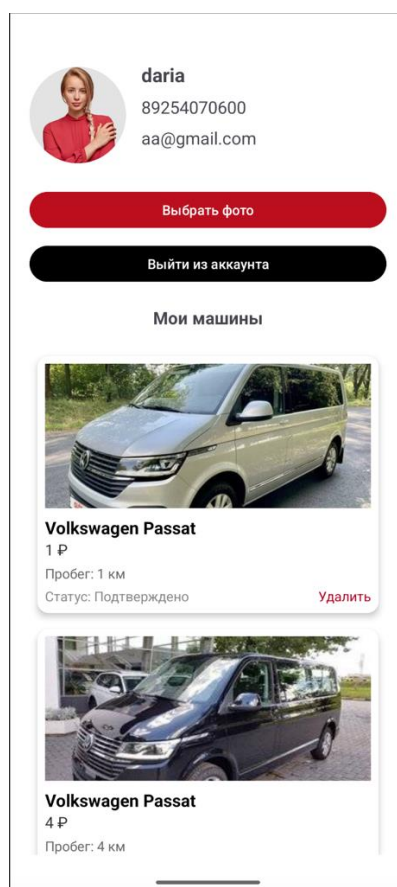 daria
89254070600
aa@gmail.com
Выбрать фото
Выйти из аккаунта
Мои машины
Volkswagen Passat
1 ₽
Пробег: 1 км
Статус: Подтверждено
Удалить
Volkswagen Passat
4 ₽
Пробег: 4 км